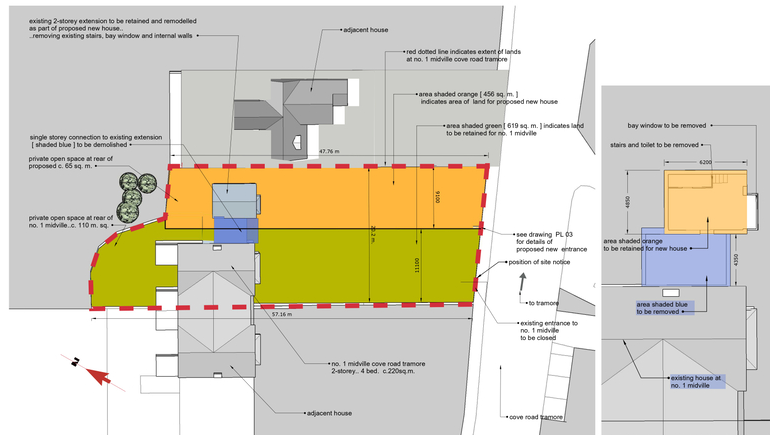 existing 2-storey extension to be retained and remodelled
as part of proposed new house..
..removing existing stairs, bay window and internal walls
adjacent house
red dotted line indicates extent of lands
at no. 1 midville cove road tramore
area shaded orange [ 456 sq. m. ]
indicates area of land for proposed new house
area shaded green [ 619 sq. m. ] indicates land
to be retained for no. 1 midville
single storey connection to existing extension
[ shaded blue ] to be demolished
private open space at rear of
proposed c. 65 sq. m.
private open space at rear of
no. 1 midville..c. 110 m. sq.
47.76 m
9100
11100
57.16 m
see drawing PL 03
for details of
proposed new entrance
position of site notice
to tramore
existing entrance to
no. 1 midville
to be closed
no. 1 midville cove road tramore
2-storey.. 4 bed. c.220sq.m.
adjacent house
cove road tramore
N
bay window to be removed
stairs and toilet to be removed
6200
4850
area shaded orange
to be retained for new house
4350
area shaded blue
to be removed
existing house at
no. 1 midville